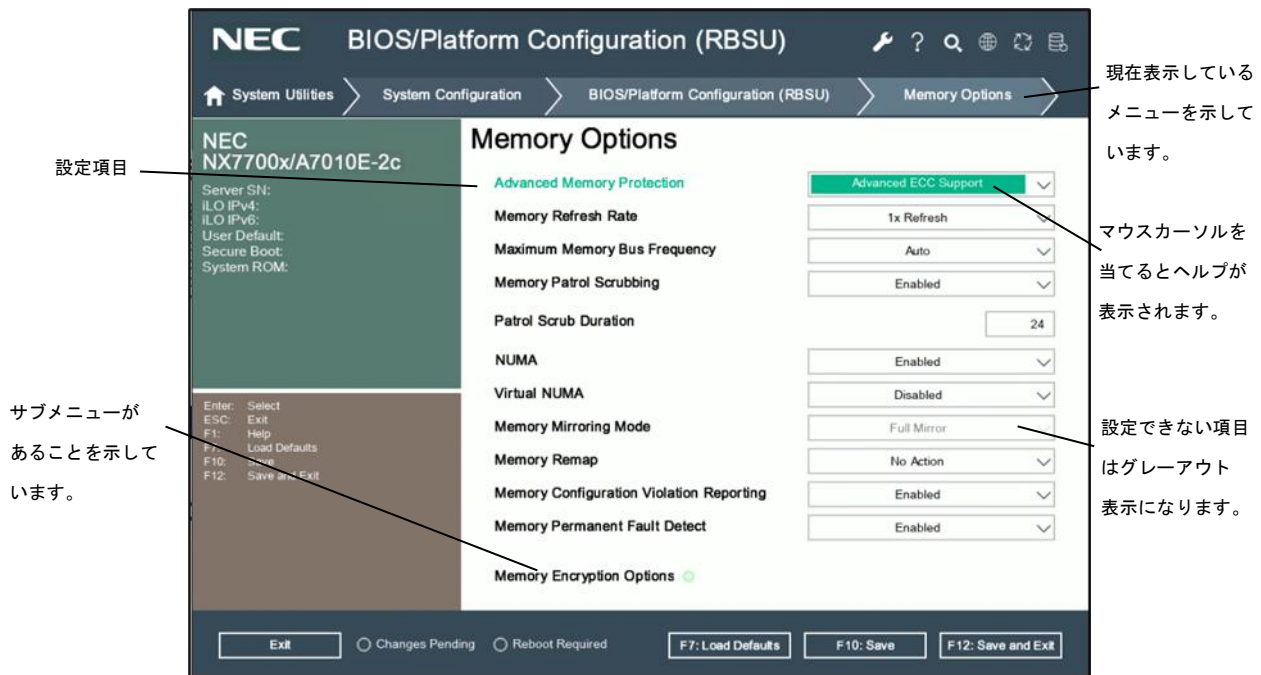 NEC BIOS/Platform Configuration (RBSU)
System Utilities System Configuration BIOS/Platform Configuration (RBSU) Memory Options
現在表示している
メニューを示して
います。
NEC
NX7700x/A7010E-2c
Server SN:
iLO IPv4:
iLO IPv6:
User Default:
Secure Boot:
System ROM:
設定項目
Memory Options
Advanced Memory Protection Advanced ECC Support
Memory Refresh Rate 1x Refresh
Maximum Memory Bus Frequency Auto
Memory Patrol Scrubbing Enabled
Patrol Scrub Duration 24
NUMA Enabled
Virtual NUMA Disabled
Memory Mirroring Mode Full Mirror
Memory Remap No Action
Memory Configuration Violation Reporting Enabled
Memory Permanent Fault Detect Enabled
Memory Encryption Options
マウスカーソルを
当てるとヘルプが
表示されます。
設定できない項目
はグレーアウト
表示になります。
サブメニューが
あることを示して
います。
Enter: Select
ESC: Exit
F1: Help
F7: Load Defaults
F10: Save
F12: Save and Exit
Exit Changes Pending Reboot Required F7: Load Defaults F10: Save F12: Save and Exit